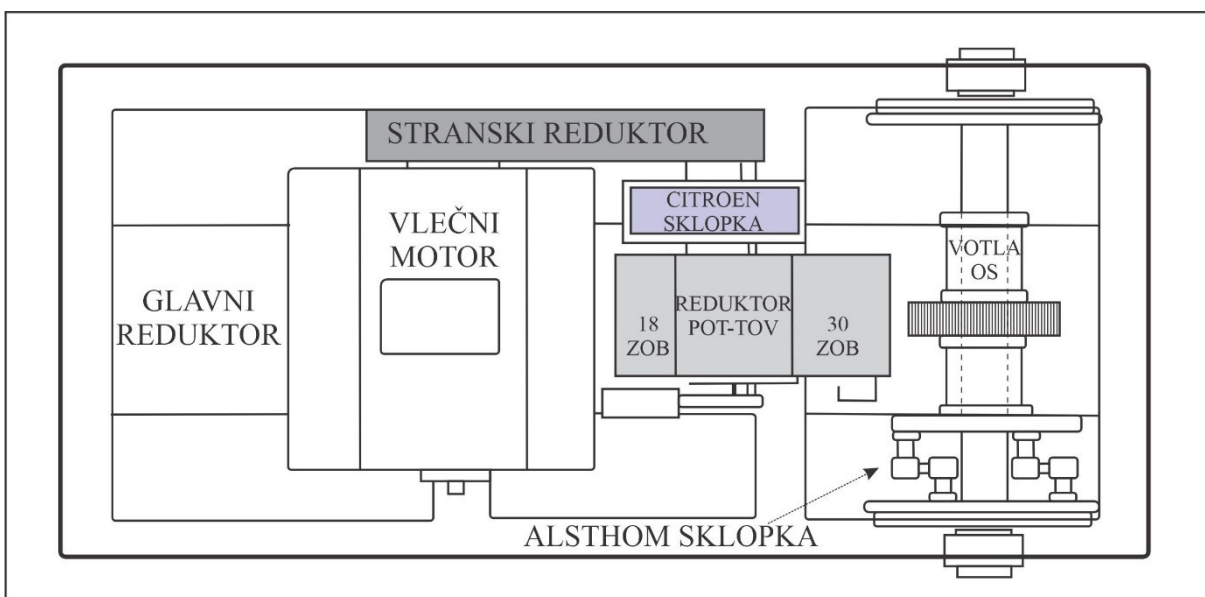 STRANSKI REDUKTOR
CITROEN
SKLOPKA
VLEČNI
MOTOR
VOTLA
OS
GLAVNI
REDUKTOR
REDUKTOR
POT-TOV
18
ZOB
30
ZOB
ALSTHOM SKLOPKA